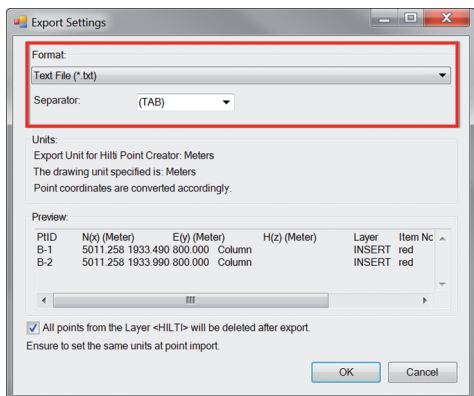 Export Settings
Format:
Text File (*.txt)
Separator: (TAB)
Units:
Export Unit for Hilti Point Creator: Meters
The drawing unit specified is: Meters
Point coordinates are converted accordingly.
Preview:
PtID N(x) (Meter) E(y) (Meter) H(z) (Meter) Layer Item Nc
B-1 5011.258 1933.490 800.000 Column INSERT red
B-2 5011.258 1933.990 800.000 Column INSERT red
All points from the Layer <HILTI> will be deleted after export.
Ensure to set the same units at point import.
OK Cancel